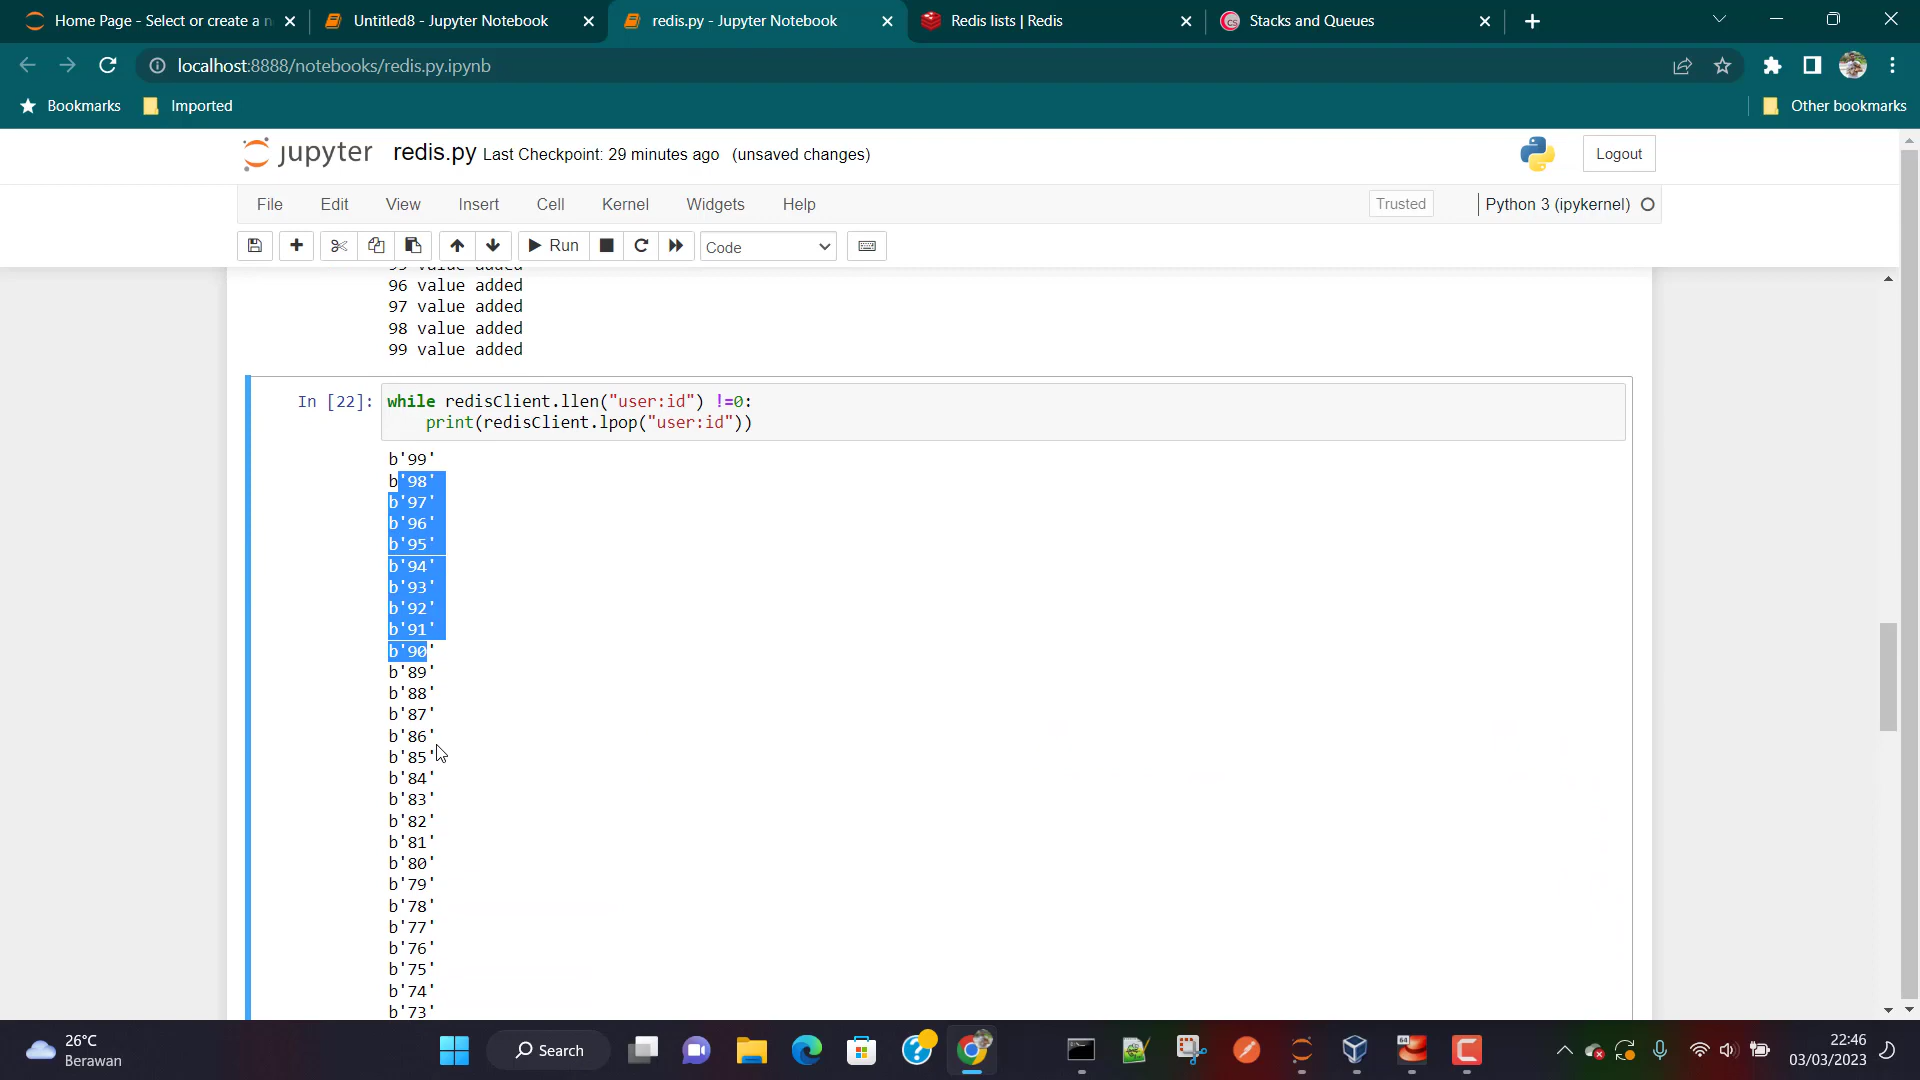 Home Page - Select or create a n
Untitled8 - Jupyter Notebook
redis.py - Jupyter Notebook
Redis lists | Redis
Stacks and Queues
localhost:8888/notebooks/redis.py.ipynb
Bookmarks
Imported
Other bookmarks
jupyter
redis.py Last Checkpoint: 29 minutes ago (unsaved changes)
Logout
File
Edit
View
Insert
Cell
Kernel
Widgets
Help
Trusted
Python 3 (ipykernel)
Run
Code
95 value added
96 value added
97 value added
98 value added
99 value added
In [22]: while redisClient.llen("user:id") !=0:
print(redisClient.lpop("user:id"))
b'99'
b'98'
b'97'
b'96'
b'95'
b'94'
b'93'
b'92'
b'91'
b'90'
b'89'
b'88'
b'87'
b'86'
b'85'
b'84'
b'83'
b'82'
b'81'
b'80'
b'79'
b'78'
b'77'
b'76'
b'75'
b'74'
b'73'
26°C
Berawan
Search
64
22:46
03/03/2023